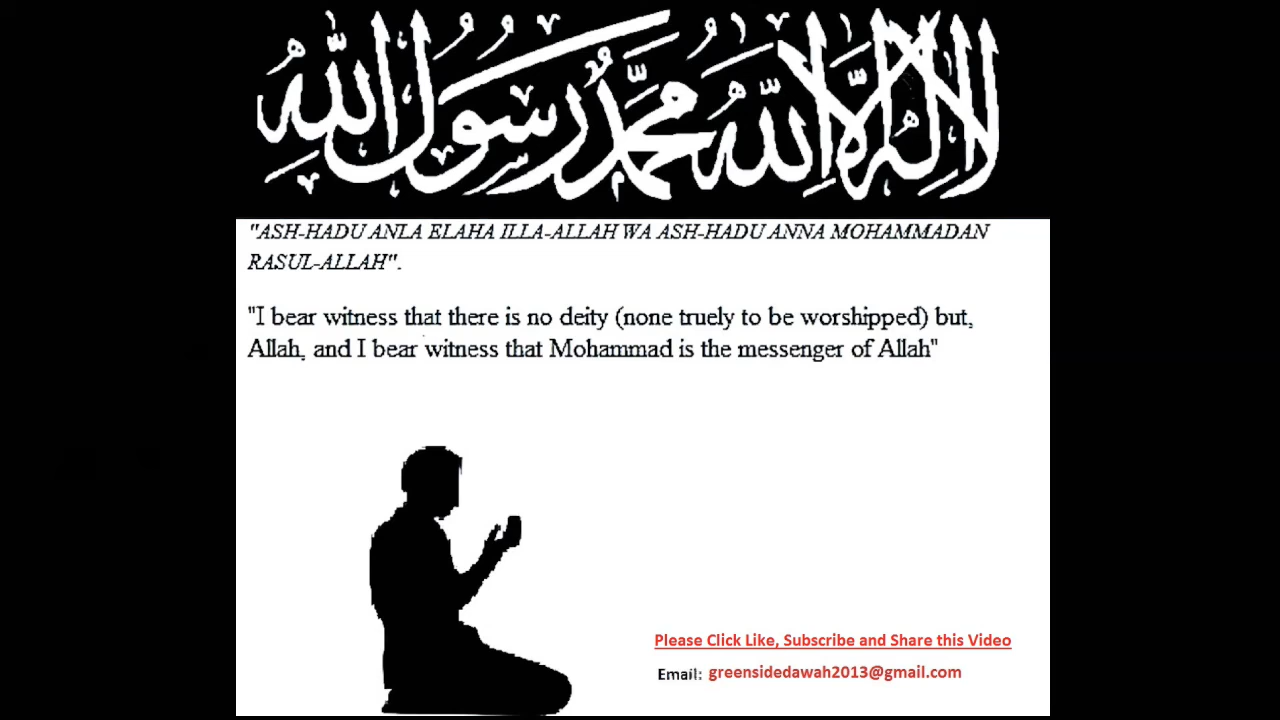 لا إله إلا الله محمد رسول الله
"ASH-HADU ANLA ELAHA ILLA-ALLAH WA ASH-HADU ANNA MOHAMMADAN
RASUL-ALLAH".
"I bear witness that there is no deity (none truely to be worshipped) but,
Allah, and I bear witness that Mohammad is the messenger of Allah"
Please Click Like, Subscribe and Share this Video
Email: greensidedawah2013@gmail.com